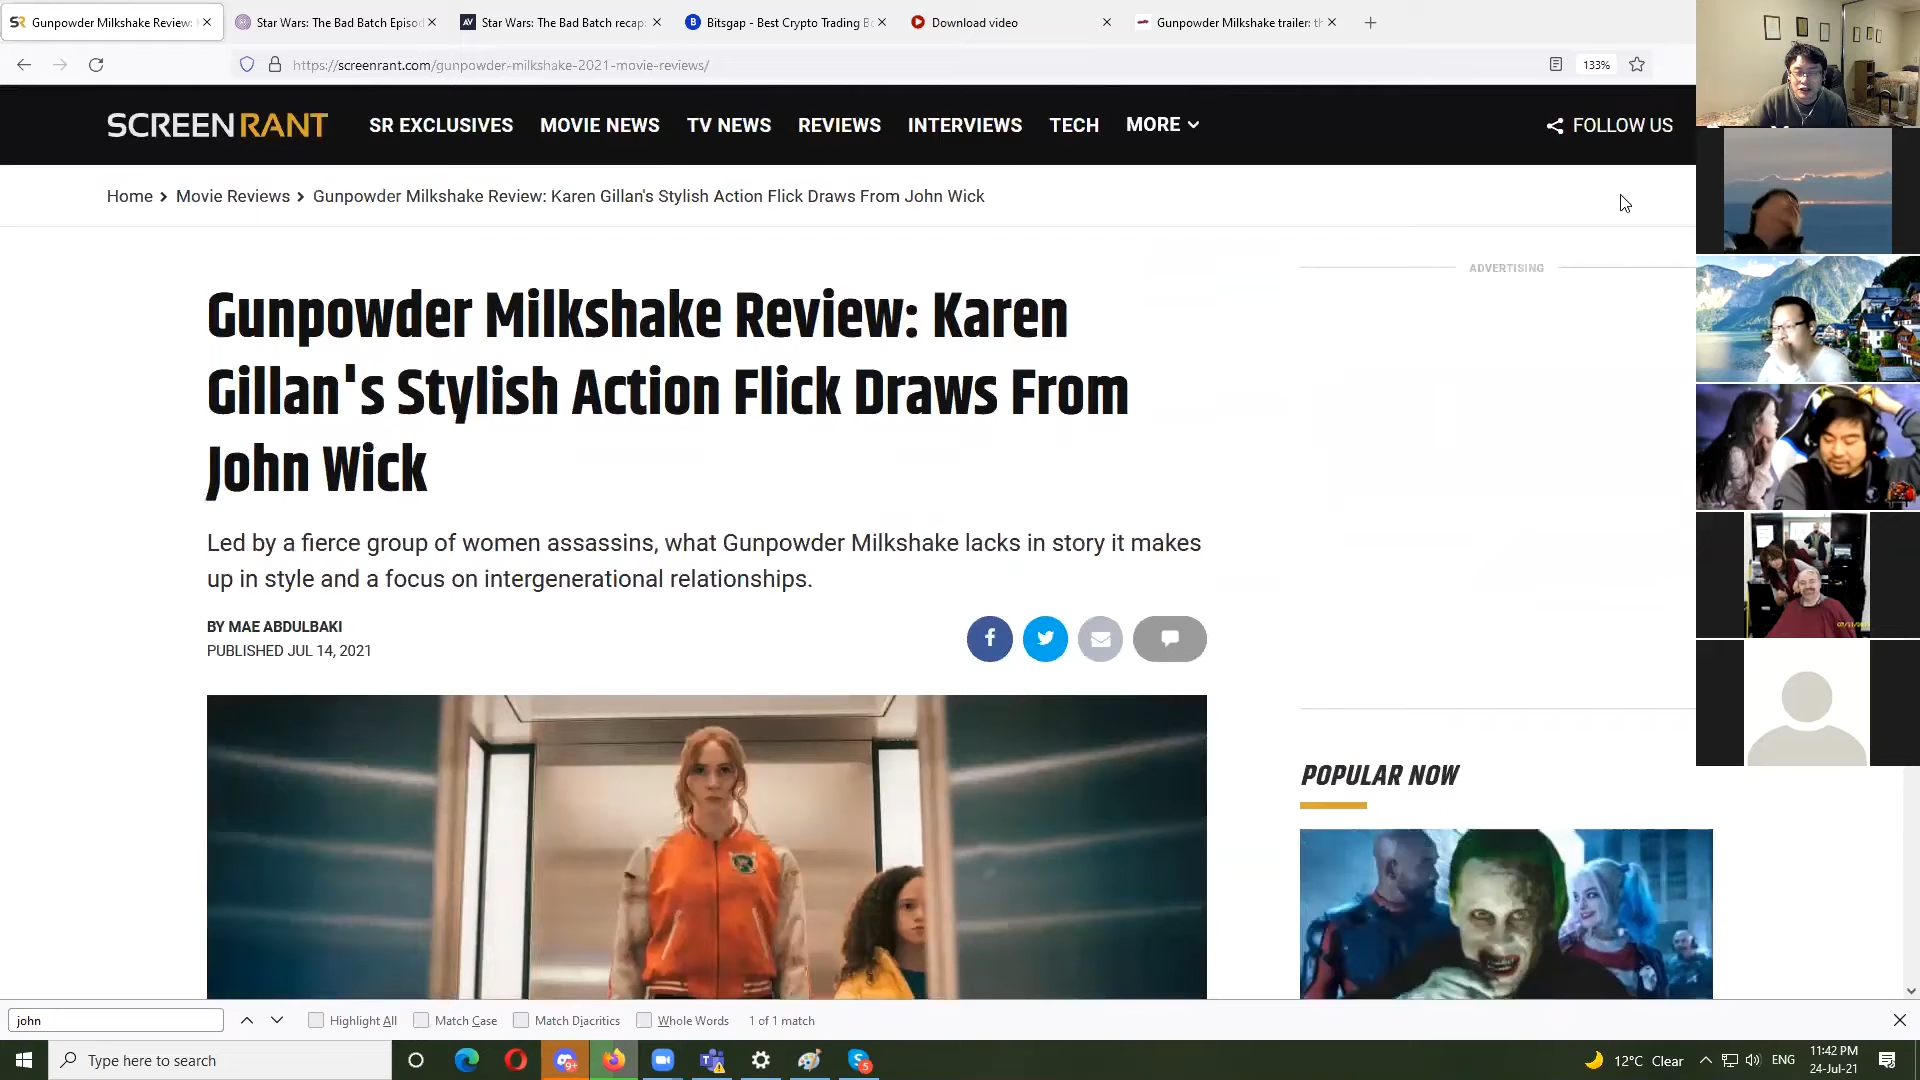 Gunpowder Milkshake Review:
Star Wars: The Bad Batch Episod
Star Wars: The Bad Batch recap
Bitsgap - Best Crypto Trading Bo
Download video
Gunpowder Milkshake trailer: th
https://screenrant.com/gunpowder-milkshake-2021-movie-reviews/
133%
SCREENRANT
SR EXCLUSIVES
MOVIE NEWS
TV NEWS
REVIEWS
INTERVIEWS
TECH
MORE
FOLLOW US
Home > Movie Reviews > Gunpowder Milkshake Review: Karen Gillan's Stylish Action Flick Draws From John Wick
ADVERTISING
Gunpowder Milkshake Review: Karen
Gillan's Stylish Action Flick Draws From
John Wick
Led by a fierce group of women assassins, what Gunpowder Milkshake lacks in story it makes
up in style and a focus on intergenerational relationships.
BY MAE ABDULBAKI
PUBLISHED JUL 14, 2021
POPULAR NOW
john
Highlight All
Match Case
Match Diacritics
Whole Words
1 of 1 match
Type here to search
12°C Clear
ENG
11:42 PM
24-Jul-21